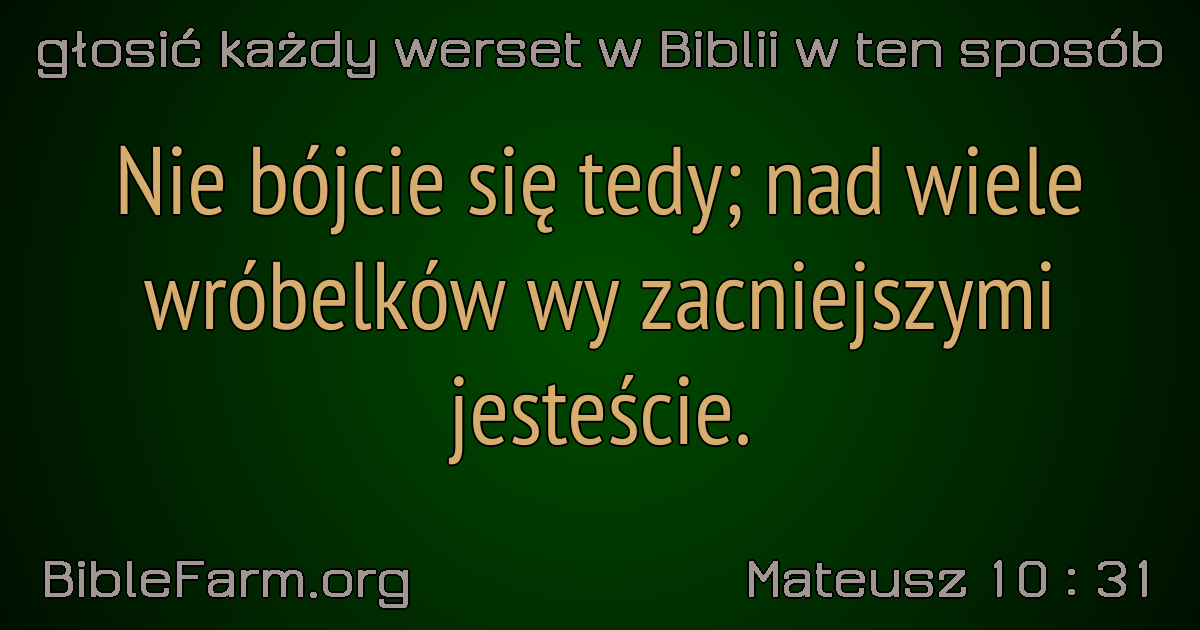 głosić każdy werset w Biblii w ten sposób
Nie bójcie się tedy; nad wiele
wróbelków wy zacniejszymi
jesteście.
BibleFarm.org
Mateusz 10 : 31